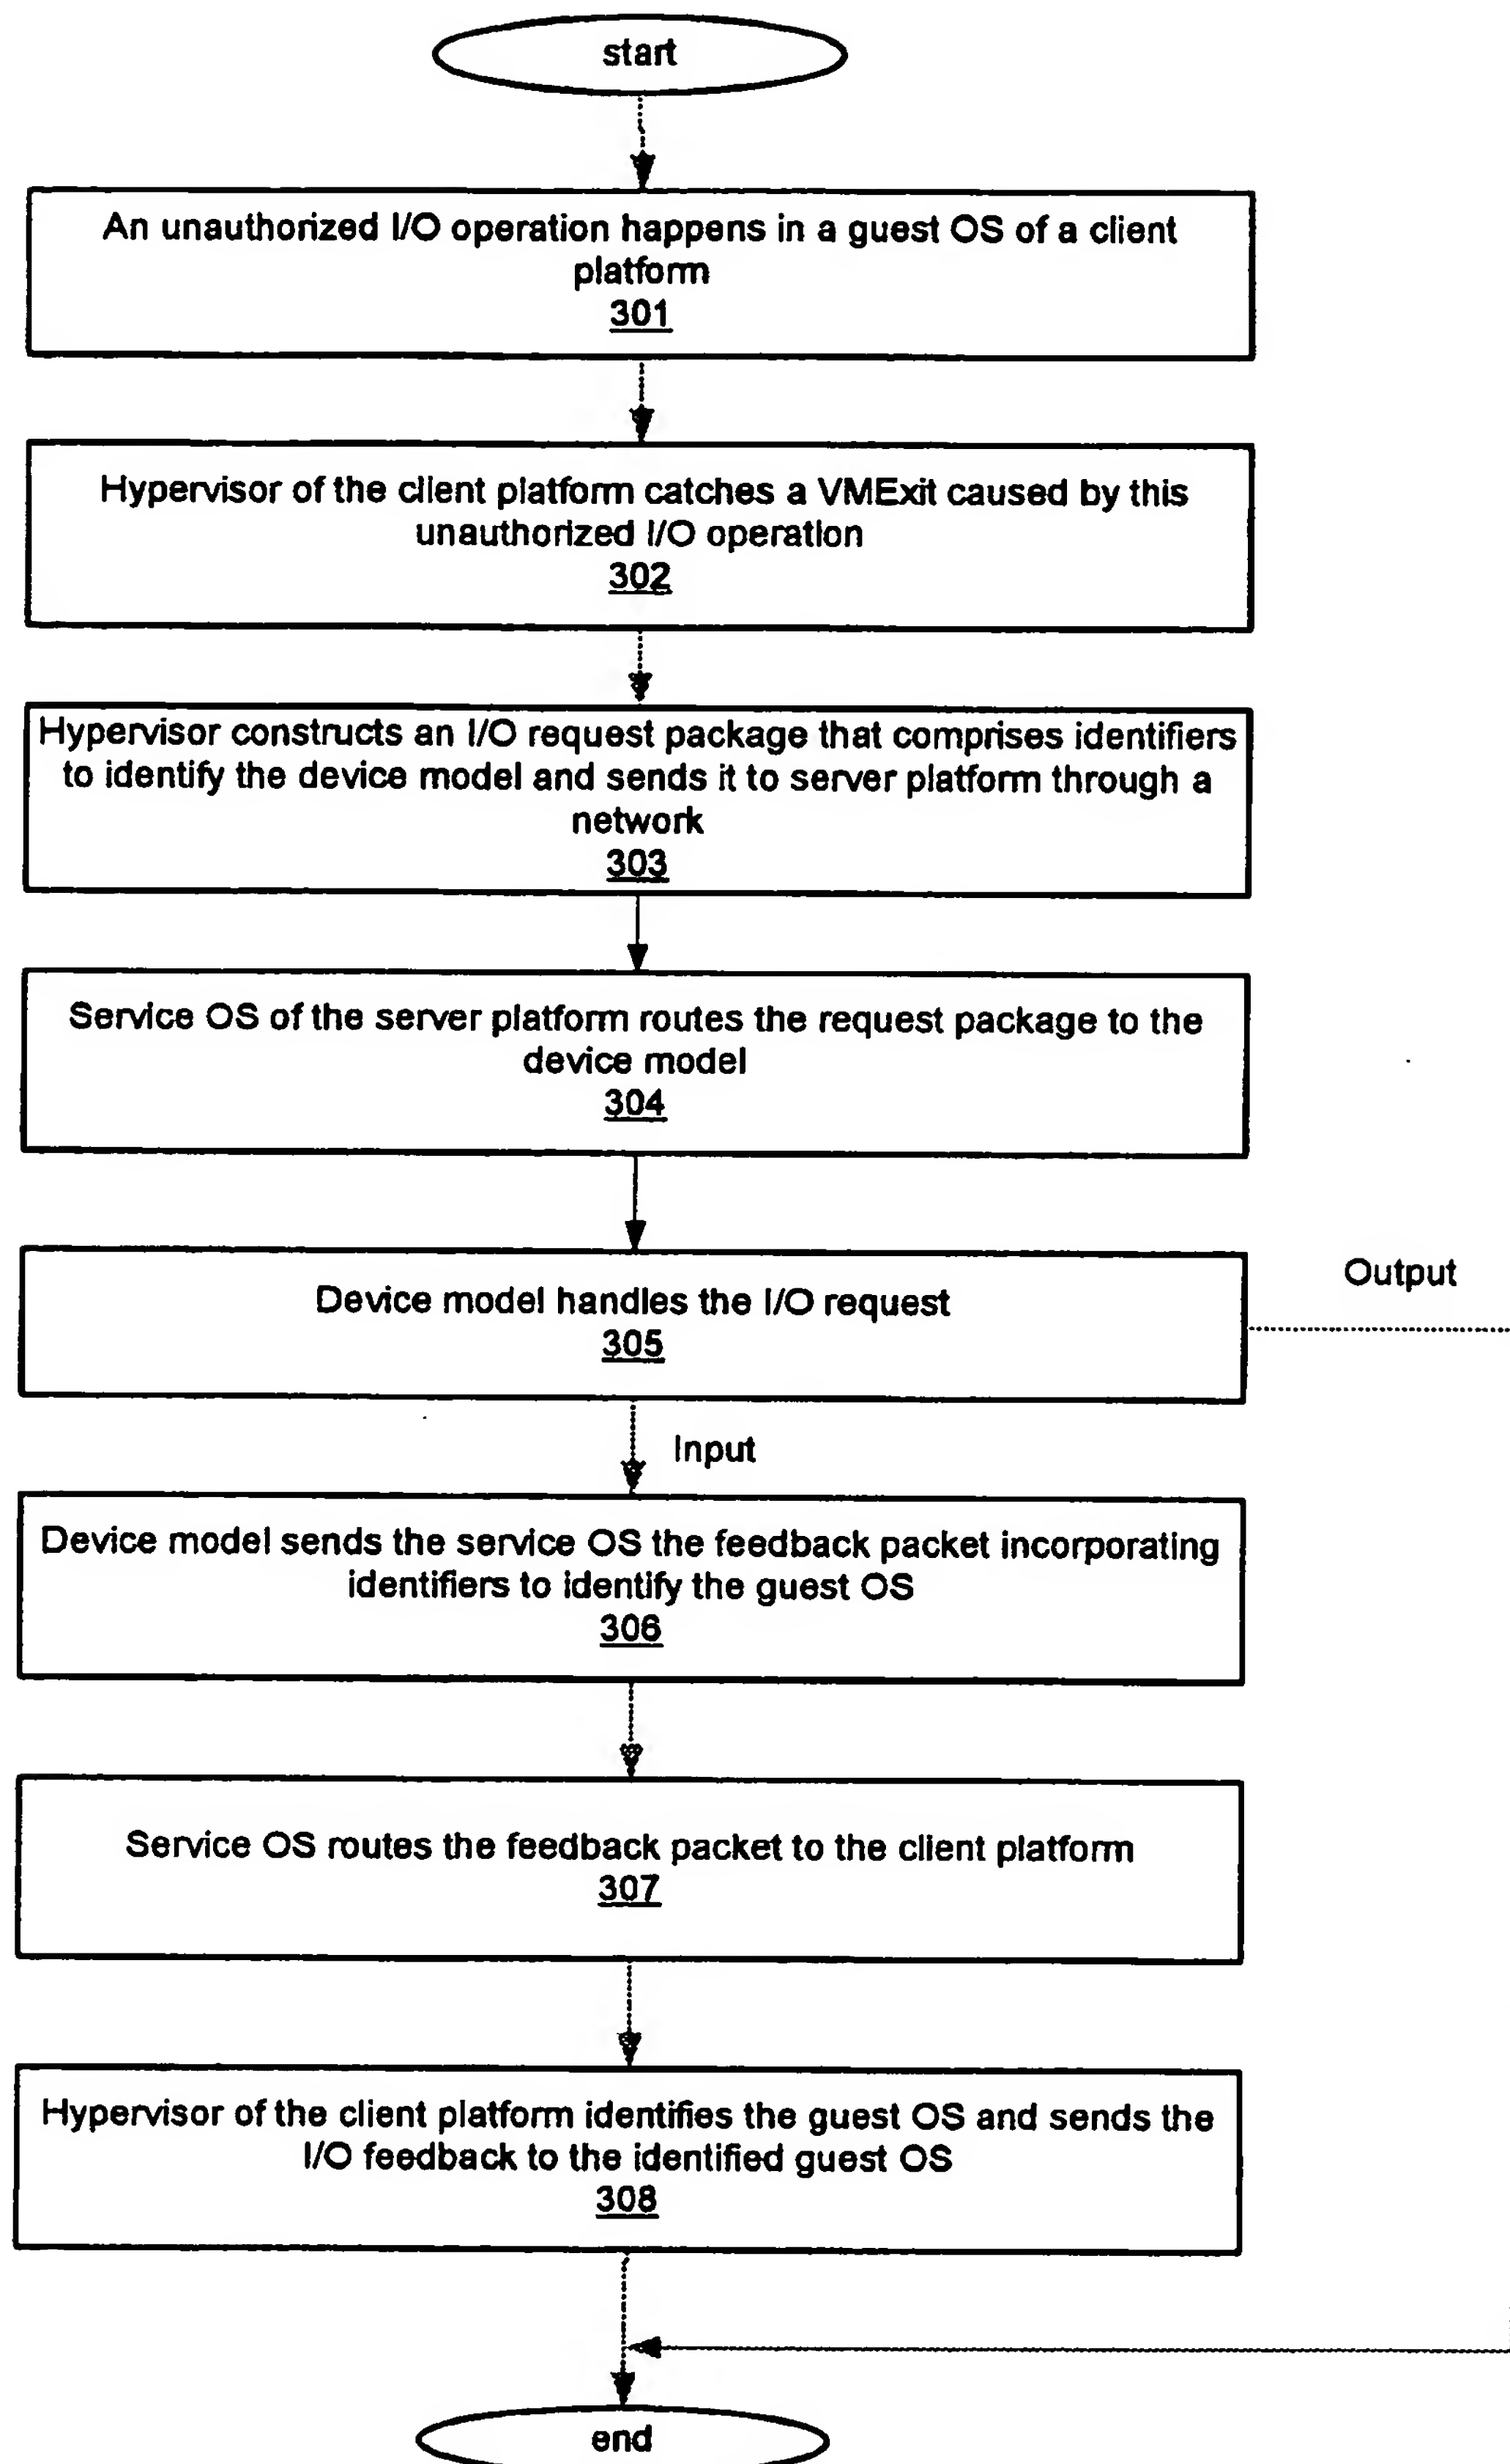 start
An unauthorized I/O operation happens in a guest OS of a client
platform
301
Hypervisor of the client platform catches a VMExit caused by this
unauthorized I/O operation
302
Hypervisor constructs an I/O request package that comprises identifiers
to identify the device model and sends it to server platform through a
network
303
Service OS of the server platform routes the request package to the
device model
304
Device model handles the I/O request
305
Output
Input
Device model sends the service OS the feedback packet incorporating
identifiers to identify the guest OS
306
Service OS routes the feedback packet to the client platform
307
Hypervisor of the client platform identifies the guest OS and sends the
I/O feedback to the identified guest OS
308
end